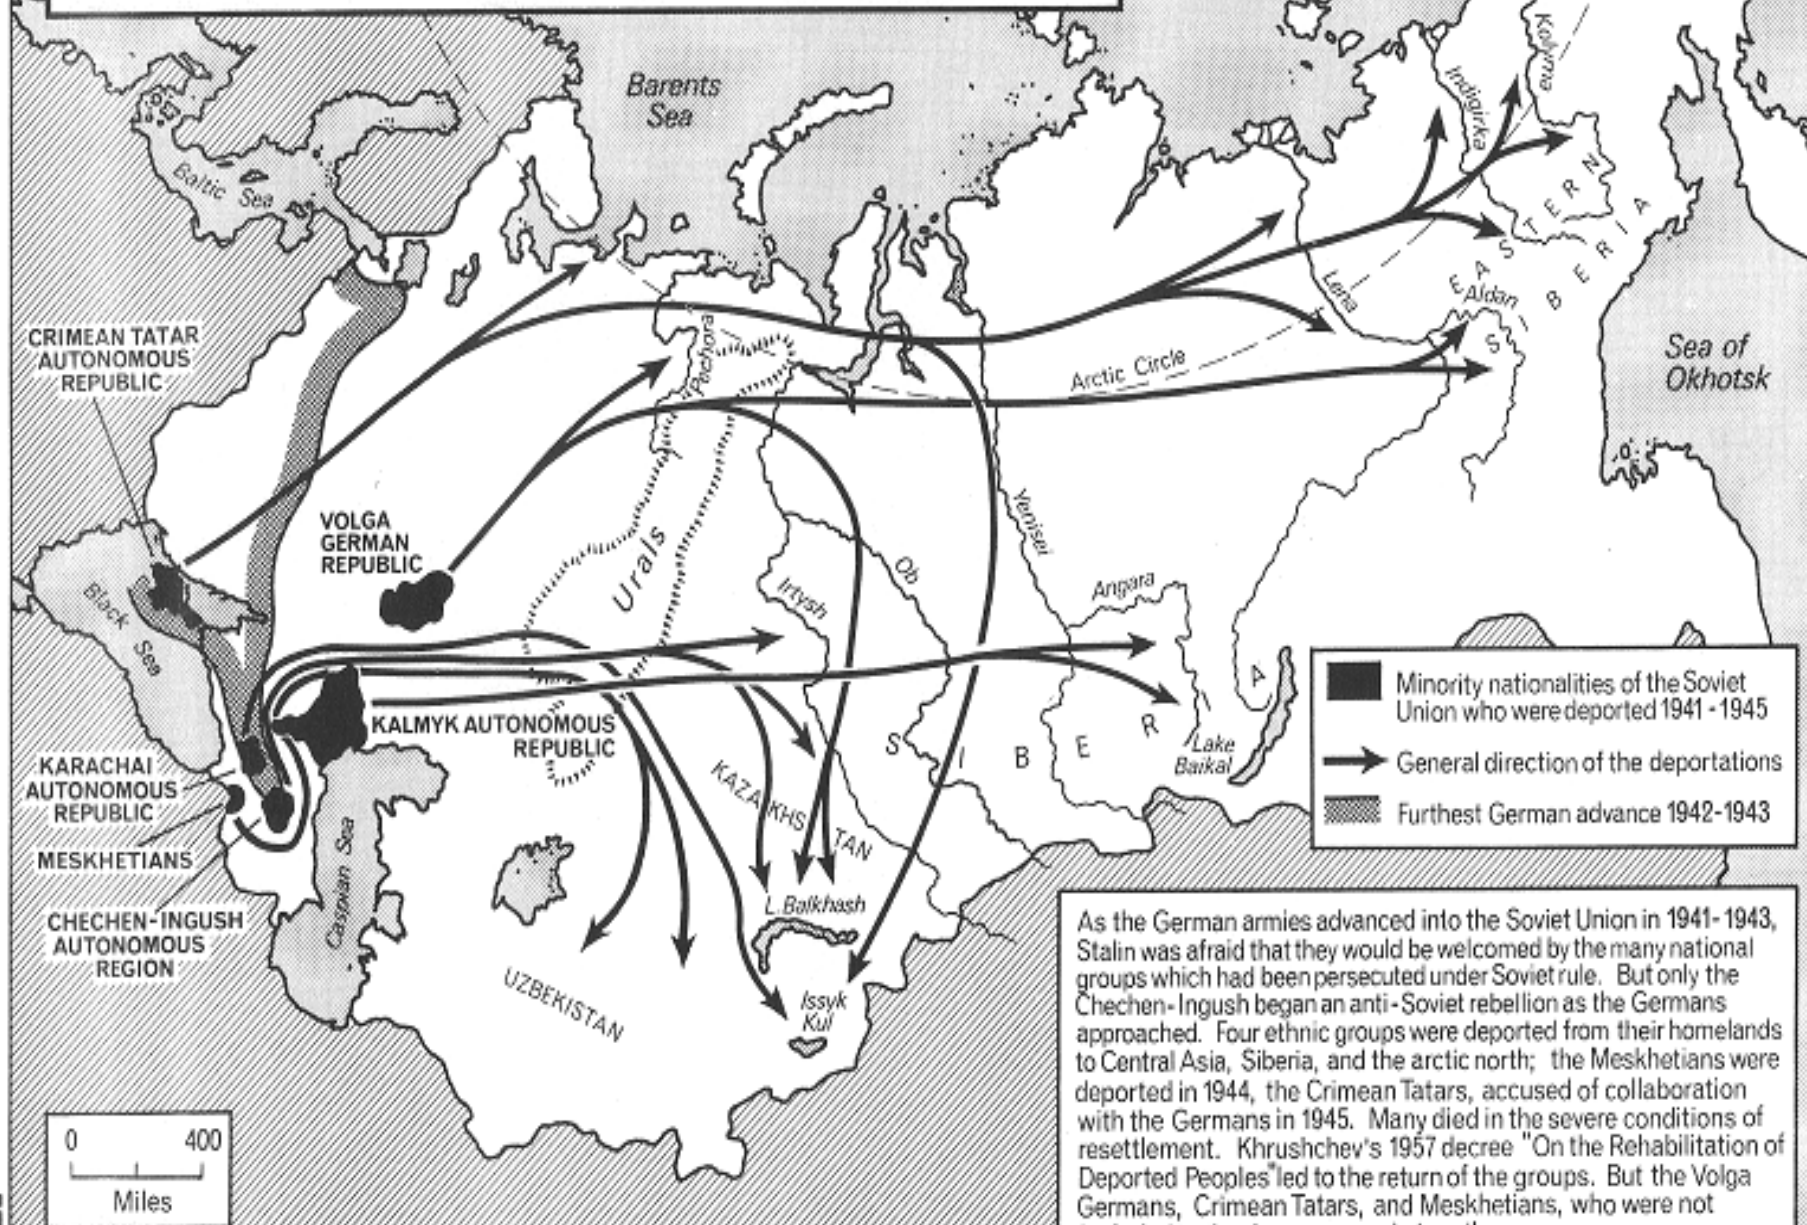 Barents
Sea
Kolyma
Indigirka
Baltic Sea
EASTERN
SIBERIA
Lena
Aldan
CRIMEAN TATAR
AUTONOMOUS
REPUBLIC
Pechora
Arctic Circle
Sea of
Okhotsk
VOLGA
GERMAN
REPUBLIC
Urals
Yenisei
Ob
Irtysh
Angara
Black
Sea
KALMYK AUTONOMOUS
REPUBLIC
SIBERIA
Lake
Baikal
Minority nationalities of the Soviet
Union who were deported 1941-1945
General direction of the deportations
Furthest German advance 1942-1943
KARACHAI
AUTONOMOUS
REPUBLIC
MESKHETIANS
CHECHEN-INGUSH
AUTONOMOUS
REGION
Caspian Sea
KAZAKHSTAN
L.Balkhash
UZBEKISTAN
Issyk
Kul
As the German armies advanced into the Soviet Union in 1941-1943,
Stalin was afraid that they would be welcomed by the many national
groups which had been persecuted under Soviet rule. But only the
Chechen-Ingush began an anti-Soviet rebellion as the Germans
approached. Four ethnic groups were deported from their homelands
to Central Asia, Siberia, and the arctic north; the Meskhetians were
deported in 1944, the Crimean Tatars, accused of collaboration
with the Germans in 1945. Many died in the severe conditions of
resettlement. Khrushchev's 1957 decree "On the Rehabilitation of
Deported Peoples" led to the return of the groups. But the Volga
Germans, Crimean Tatars, and Meskhetians, who were not
0 400
Miles